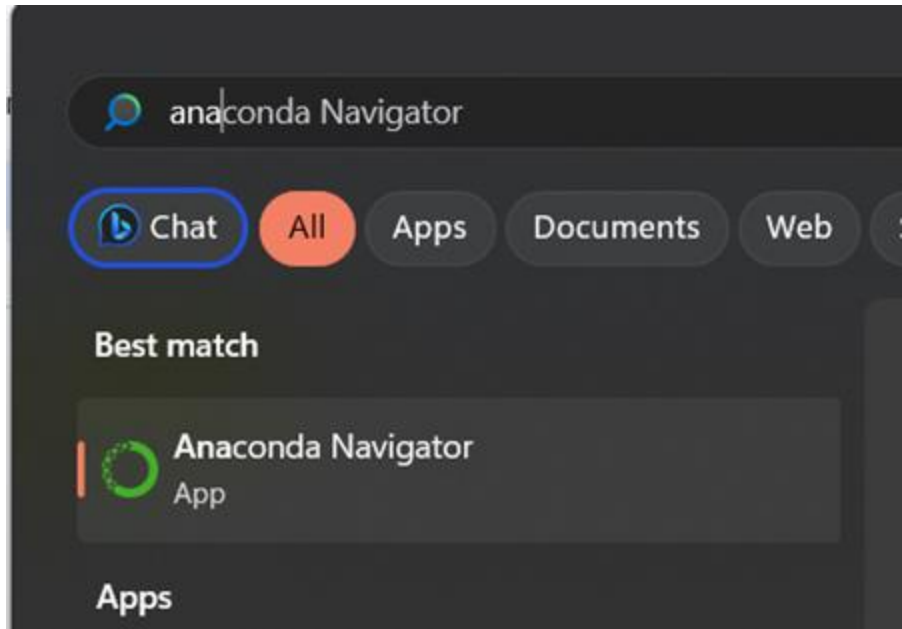 anaconda Navigator
Chat All Apps Documents Web
Best match
Anaconda Navigator
App
Apps